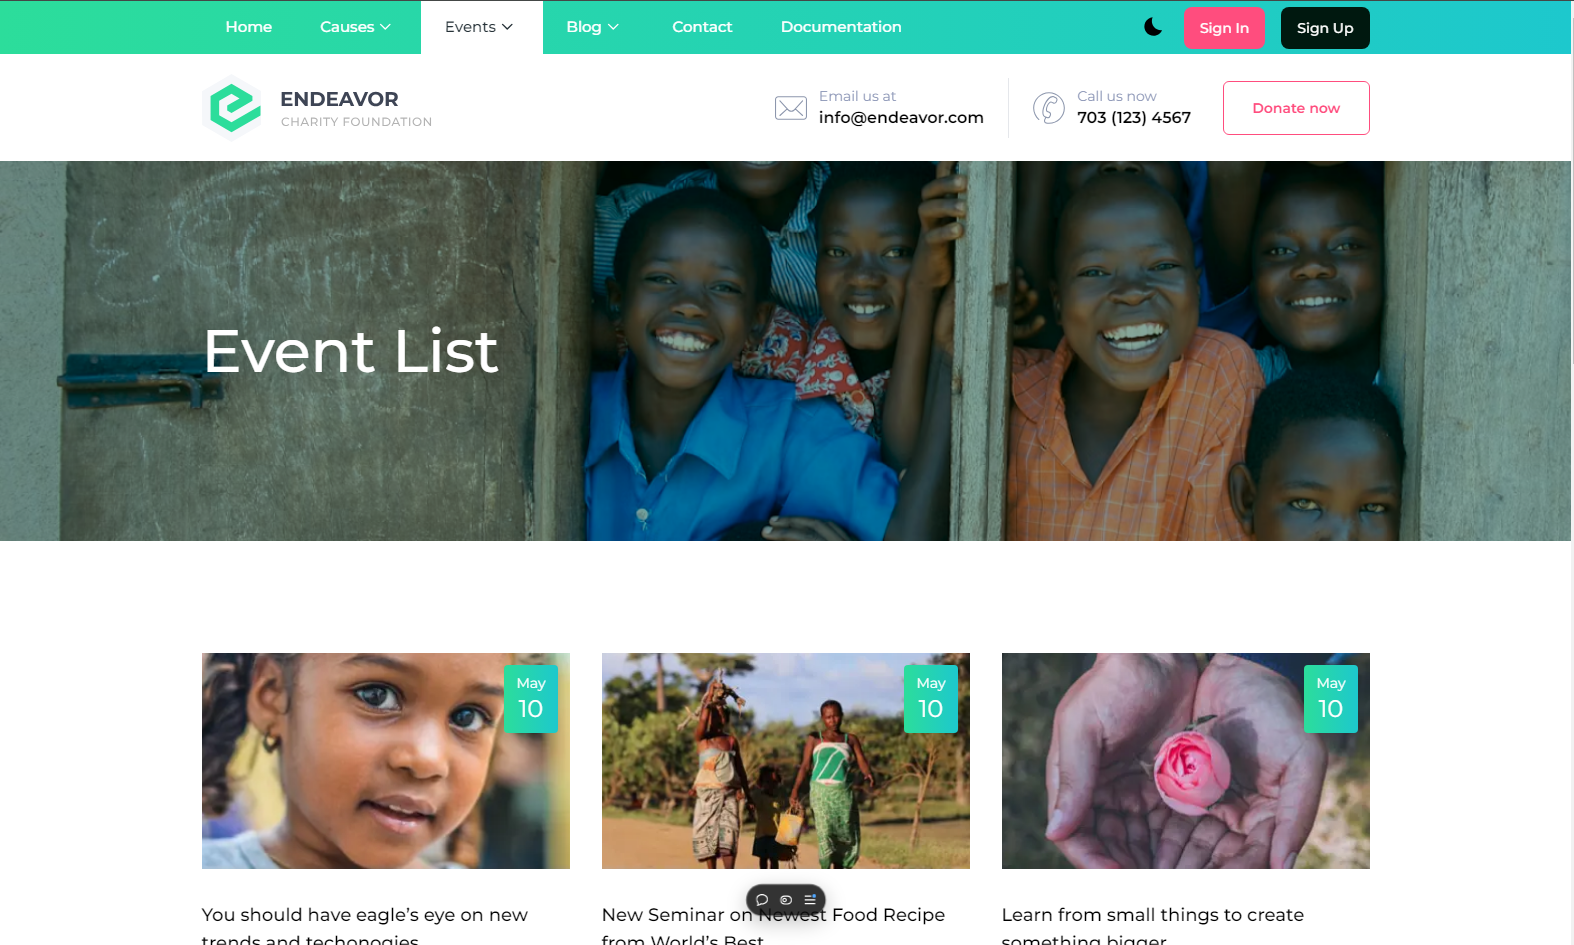 Home Causes Events Blog Contact Documentation Sign In Sign Up
ENDEAVOR
CHARITY FOUNDATION
Email us at
info@endeavor.com
Call us now
703 (123) 4567
Donate now
Event List
May
10
May
10
May
10
You should have eagle’s eye on new
trends and techonogies
New Seminar on Newest Food Recipe
from World’s Best
Learn from small things to create
something bigger